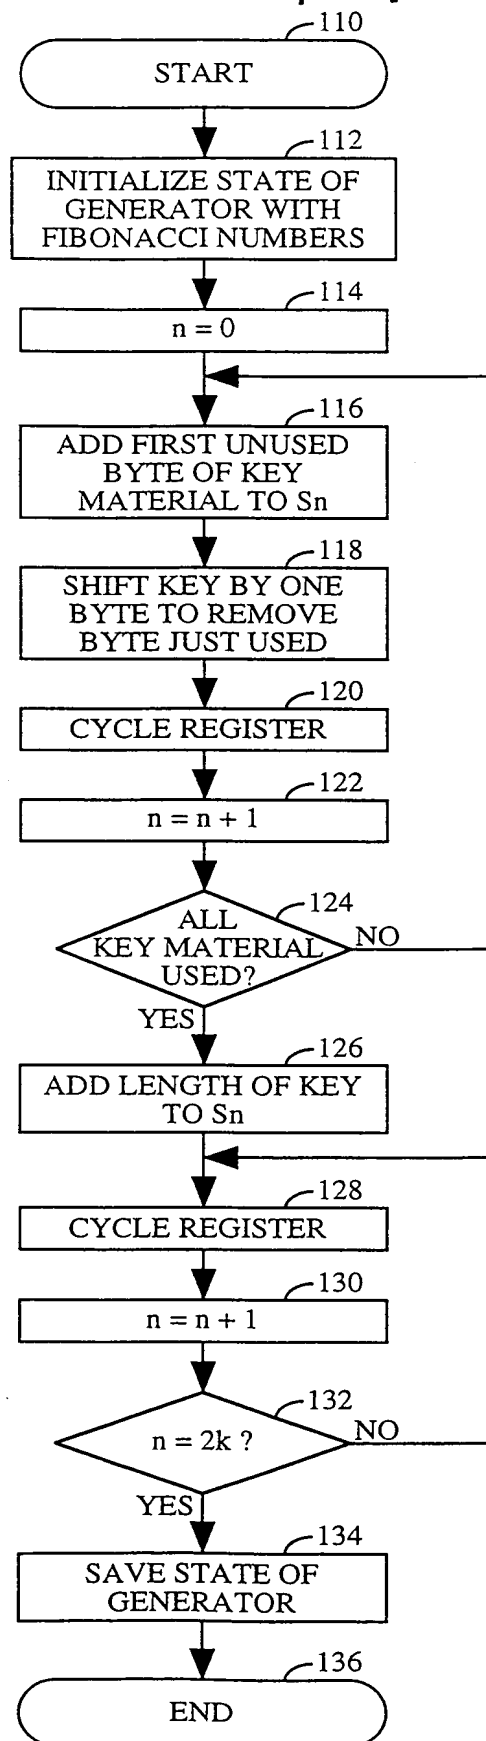 110
START
112
INITIALIZE STATE OF
GENERATOR WITH
FIBONACCI NUMBERS
114
n = 0
116
ADD FIRST UNUSED
BYTE OF KEY
MATERIAL TO Sn
118
SHIFT KEY BY ONE
BYTE TO REMOVE
BYTE JUST USED
120
CYCLE REGISTER
122
n = n + 1
124
ALL
KEY MATERIAL
USED?
NO
YES
126
ADD LENGTH OF KEY
TO Sn
128
CYCLE REGISTER
130
n = n + 1
132
n = 2k ?
NO
YES
134
SAVE STATE OF
GENERATOR
136
END